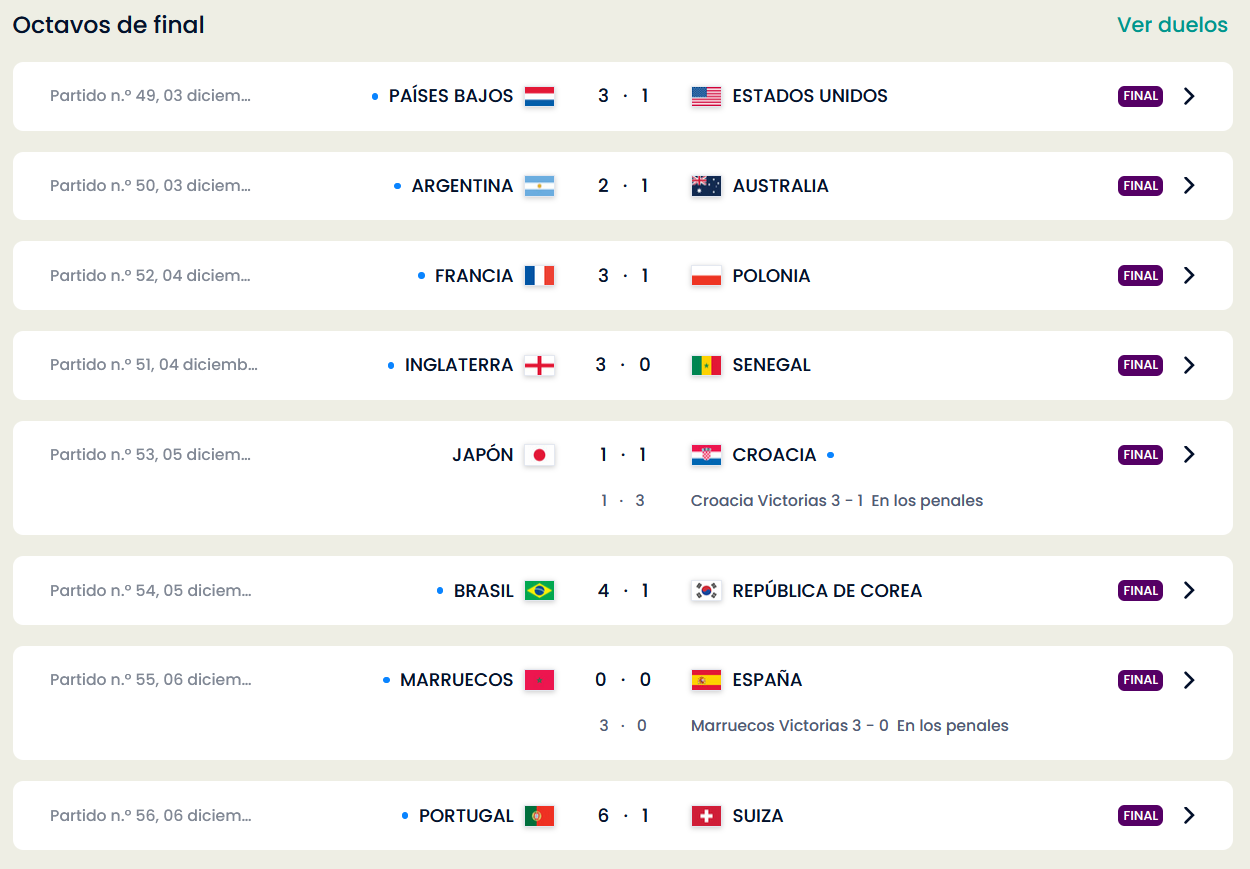 Octavos de final Ver duelos
Partido n.º 49, 03 diciem... PAÍSES BAJOS 3 · 1 ESTADOS UNIDOS FINAL
Partido n.º 50, 03 diciem... ARGENTINA 2 · 1 AUSTRALIA FINAL
Partido n.º 52, 04 diciem... FRANCIA 3 · 1 POLONIA FINAL
Partido n.º 51, 04 diciemb... INGLATERRA 3 · 0 SENEGAL FINAL
Partido n.º 53, 05 diciem... JAPÓN 1 · 1 CROACIA FINAL
1 · 3 Croacia Victorias 3 - 1 En los penales
Partido n.º 54, 05 diciem... BRASIL 4 · 1 REPÚBLICA DE COREA FINAL
Partido n.º 55, 06 diciem... MARRUECOS 0 · 0 ESPAÑA FINAL
3 · 0 Marruecos Victorias 3 - 0 En los penales
Partido n.º 56, 06 diciem... PORTUGAL 6 · 1 SUIZA FINAL